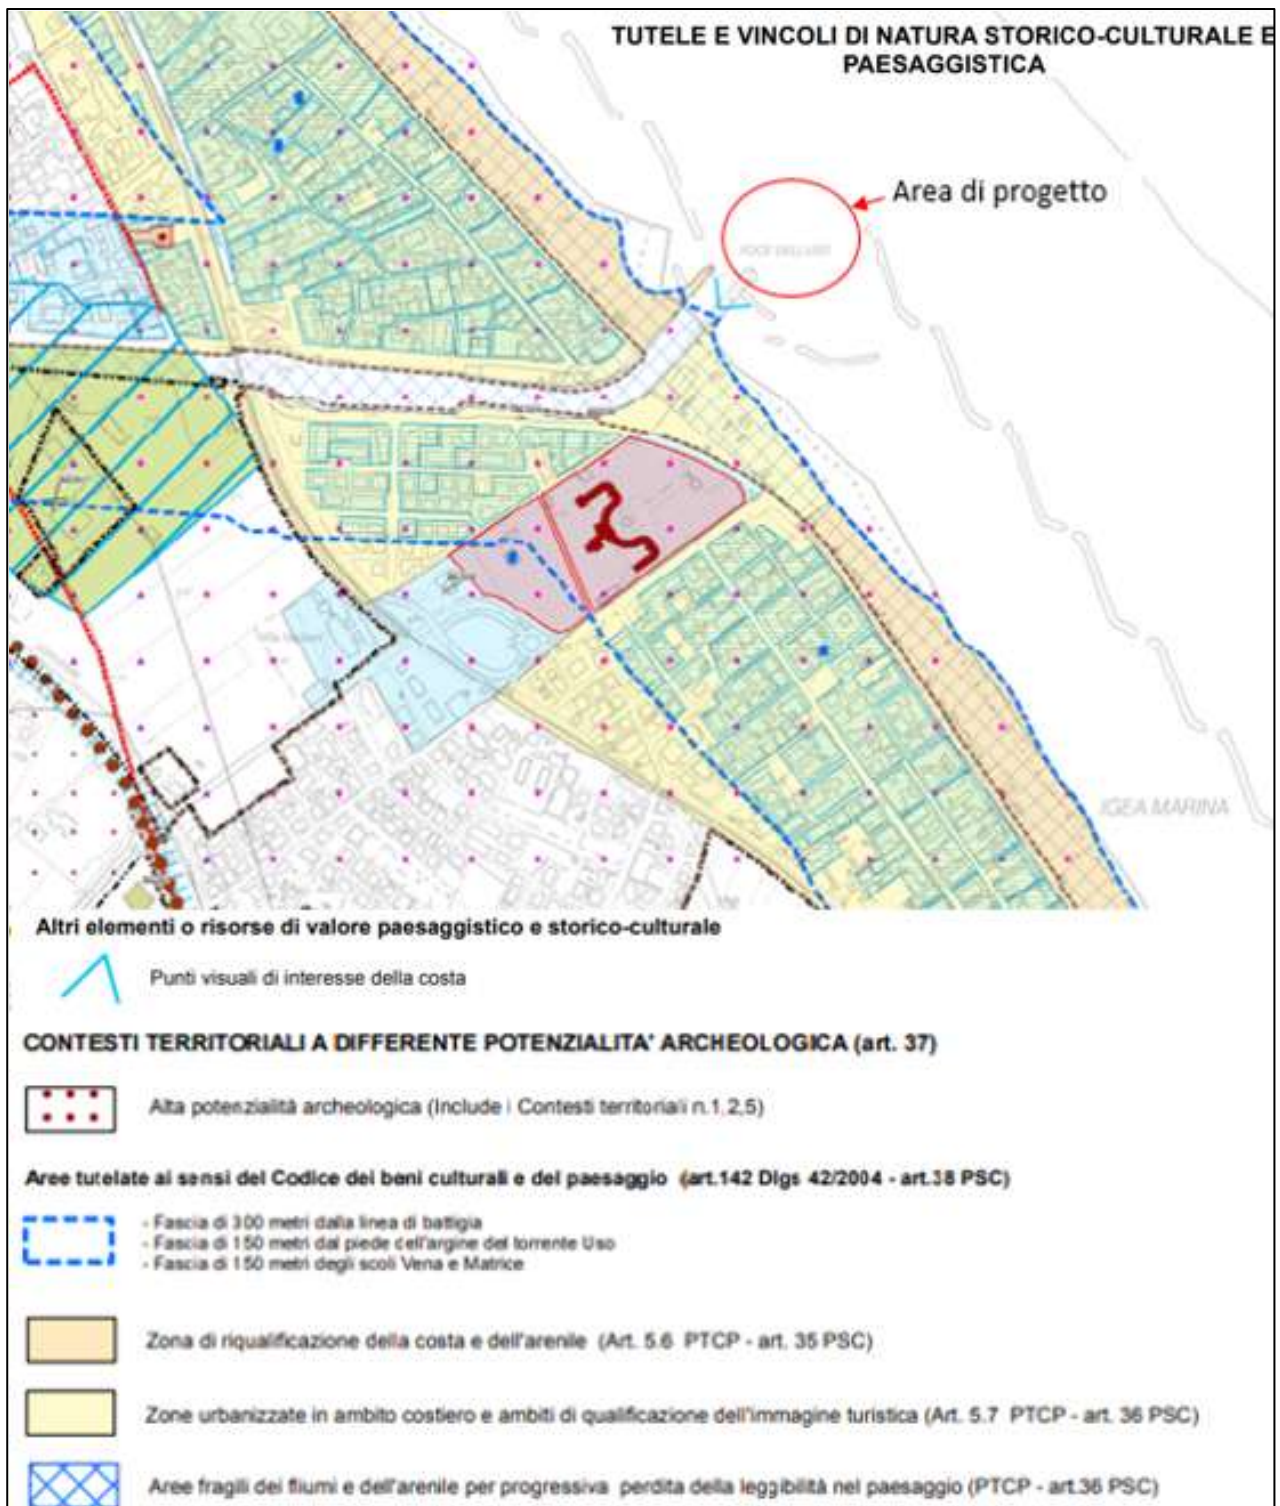 TUTELE E VINCOLI DI NATURA STORICO-CULTURALE E
PAESAGGISTICA
Area di progetto
FOCE DELL'USO
IGEA MARINA
Altri elementi o risorse di valore paesaggistico e storico-culturale
Punti visuali di interesse della costa
CONTESTI TERRITORIALI A DIFFERENTE POTENZIALITA' ARCHEOLOGICA (art. 37)
Alta potenzialità archeologica (Include i Contesti territoriali n.1,2,5)
Aree tutelate ai sensi del Codice dei beni culturali e del paesaggio (art.142 Dlgs 42/2004 - art.38 PSC)
- Fascia di 300 metri dalla linea di battigia
- Fascia di 150 metri dal piede dell'argine del torrente Uso
- Fascia di 150 metri degli scoli Vena e Matrice
Zona di riqualificazione della costa e dell'arenile (Art. 5.6 PTCP - art. 35 PSC)
Zone urbanizzate in ambito costiero e ambiti di qualificazione dell'immagine turistica (Art. 5.7 PTCP - art. 36 PSC)
Aree fragili dei fiiumi e dell'arenile per progressiva perdita della leggibilità nel paesaggio (PTCP - art.36 PSC)